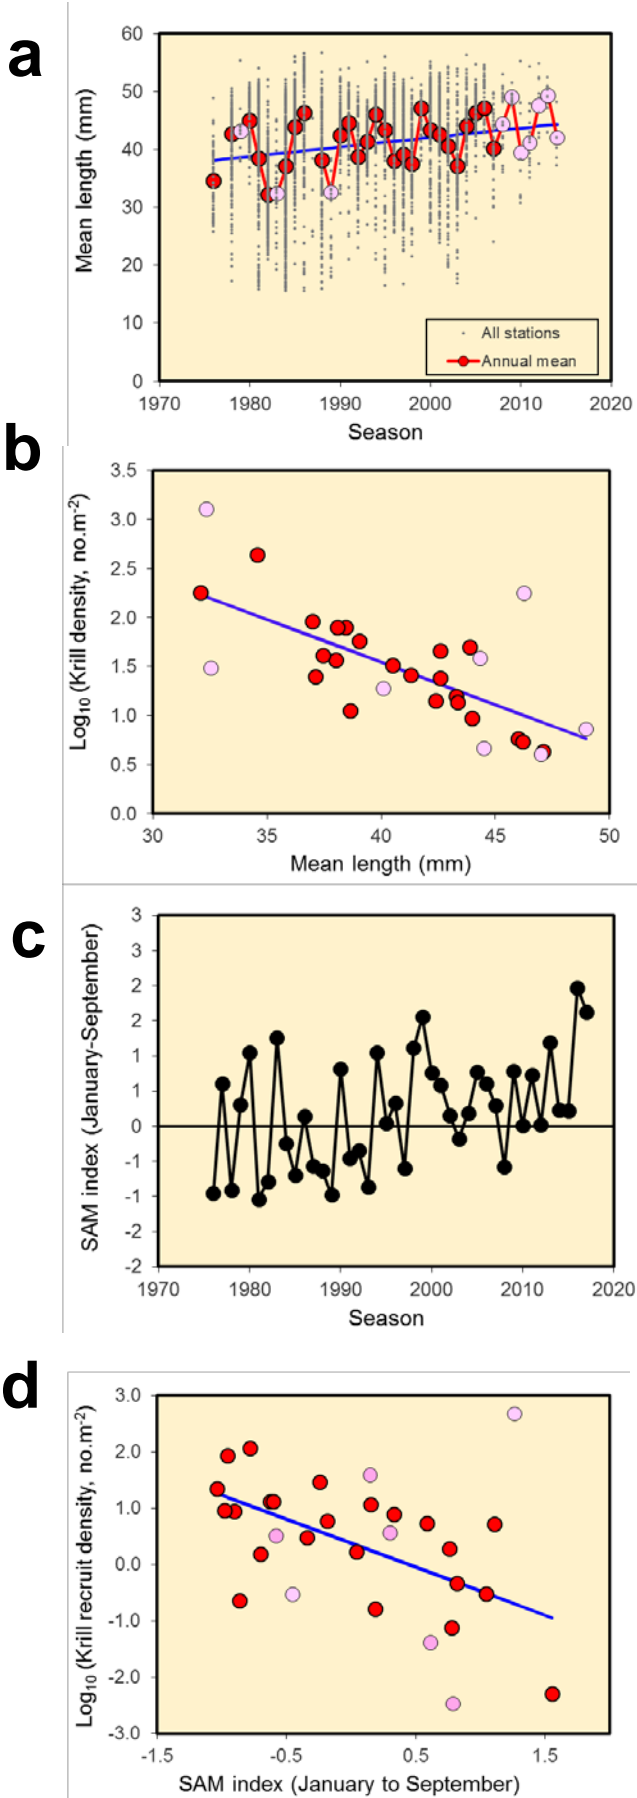 a
60
50
40
30
20
10
0
Mean length (mm)
All stations
Annual mean
1970 1980 1990 2000 2010 2020
Season
b
3.5
3.0
2.5
2.0
1.5
1.0
0.5
0.0
Log₁₀ (Krill density, no.m⁻²)
30 35 40 45 50
Mean length (mm)
c
3
3
2
2
1
1
0
-1
-1
-2
-2
SAM index (January-September)
1970 1980 1990 2000 2010 2020
Season
d
3.0
2.0
1.0
0.0
-1.0
-2.0
-3.0
Log₁₀ (Krill recruit density, no.m⁻²)
-1.5 -0.5 0.5 1.5
SAM index (January to September)